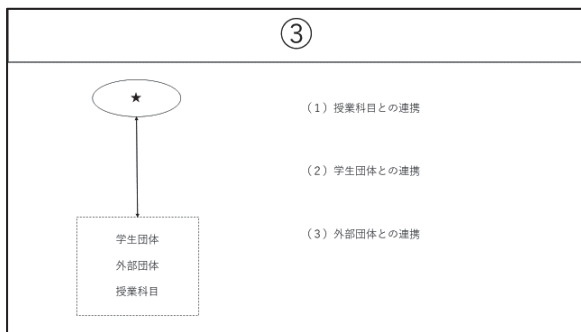 ③
★
学生団体
外部団体
授業科目
（1）授業科目との連携
（2）学生団体との連携
（3）外部団体との連携